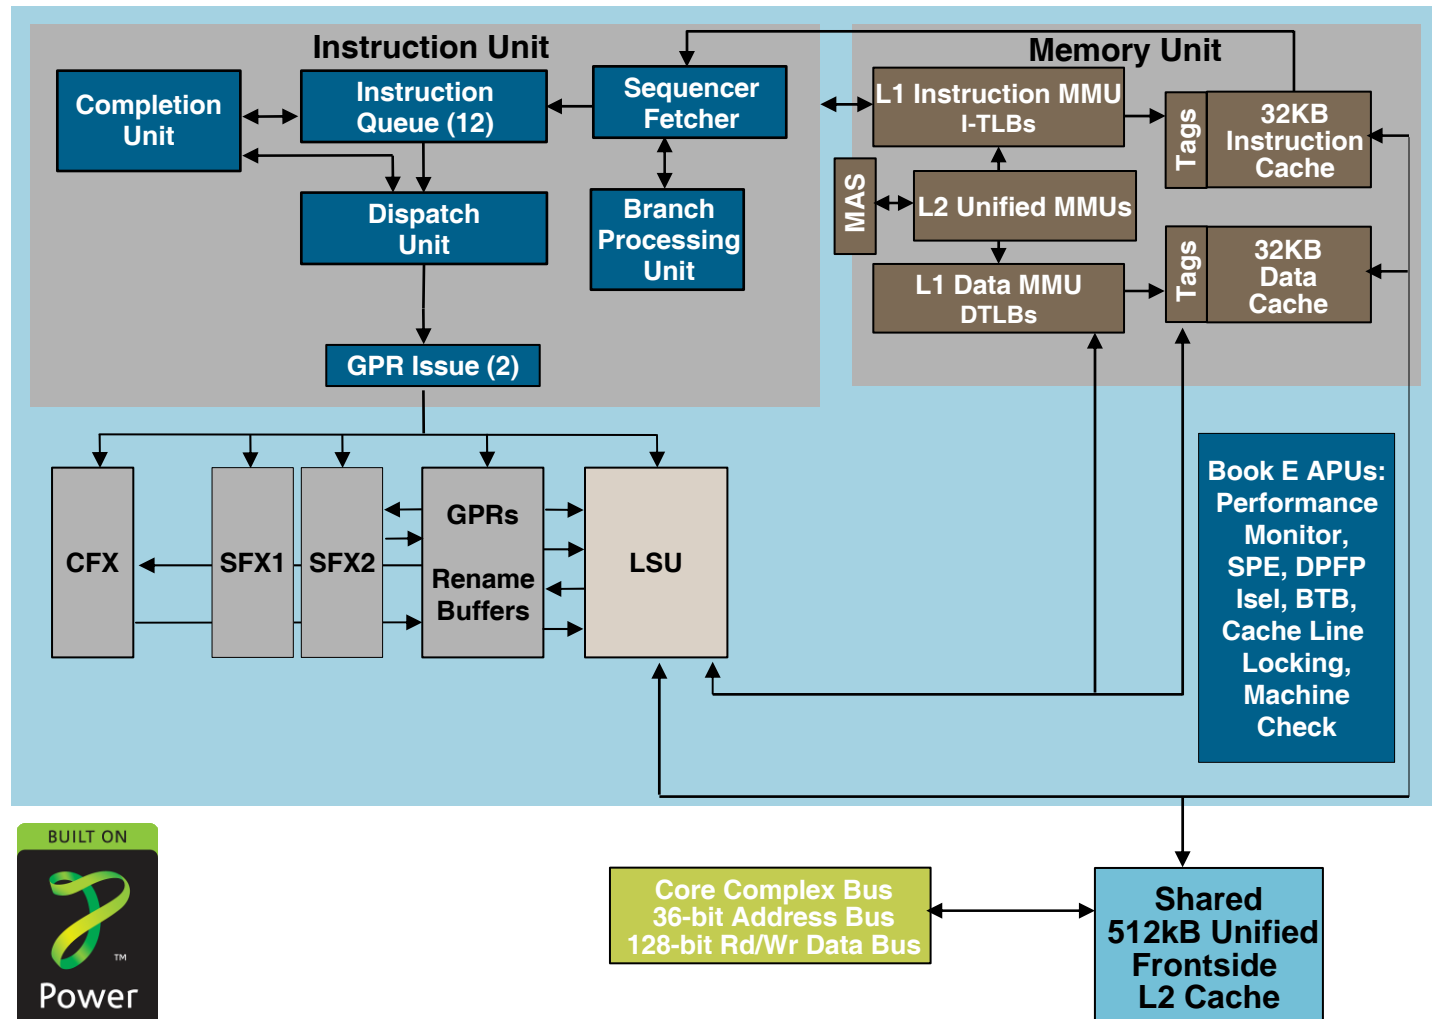 Instruction Unit
Completion
Unit
Instruction
Queue (12)
Sequencer
Fetcher
Dispatch
Unit
Branch
Processing
Unit
GPR Issue (2)
Memory Unit
L1 Instruction MMU
I-TLBs
Tags
32KB
Instruction
Cache
MAS
L2 Unified MMUs
L1 Data MMU
DTLBs
Tags
32KB
Data
Cache
CFX
SFX1
SFX2
GPRs
Rename
Buffers
LSU
Book E APUs:
Performance
Monitor,
SPE, DPFP
Isel, BTB,
Cache Line
Locking,
Machine
Check
BUILT ON
TM
Power
Core Complex Bus
36-bit Address Bus
128-bit Rd/Wr Data Bus
Shared
512kB Unified
Frontside
L2 Cache